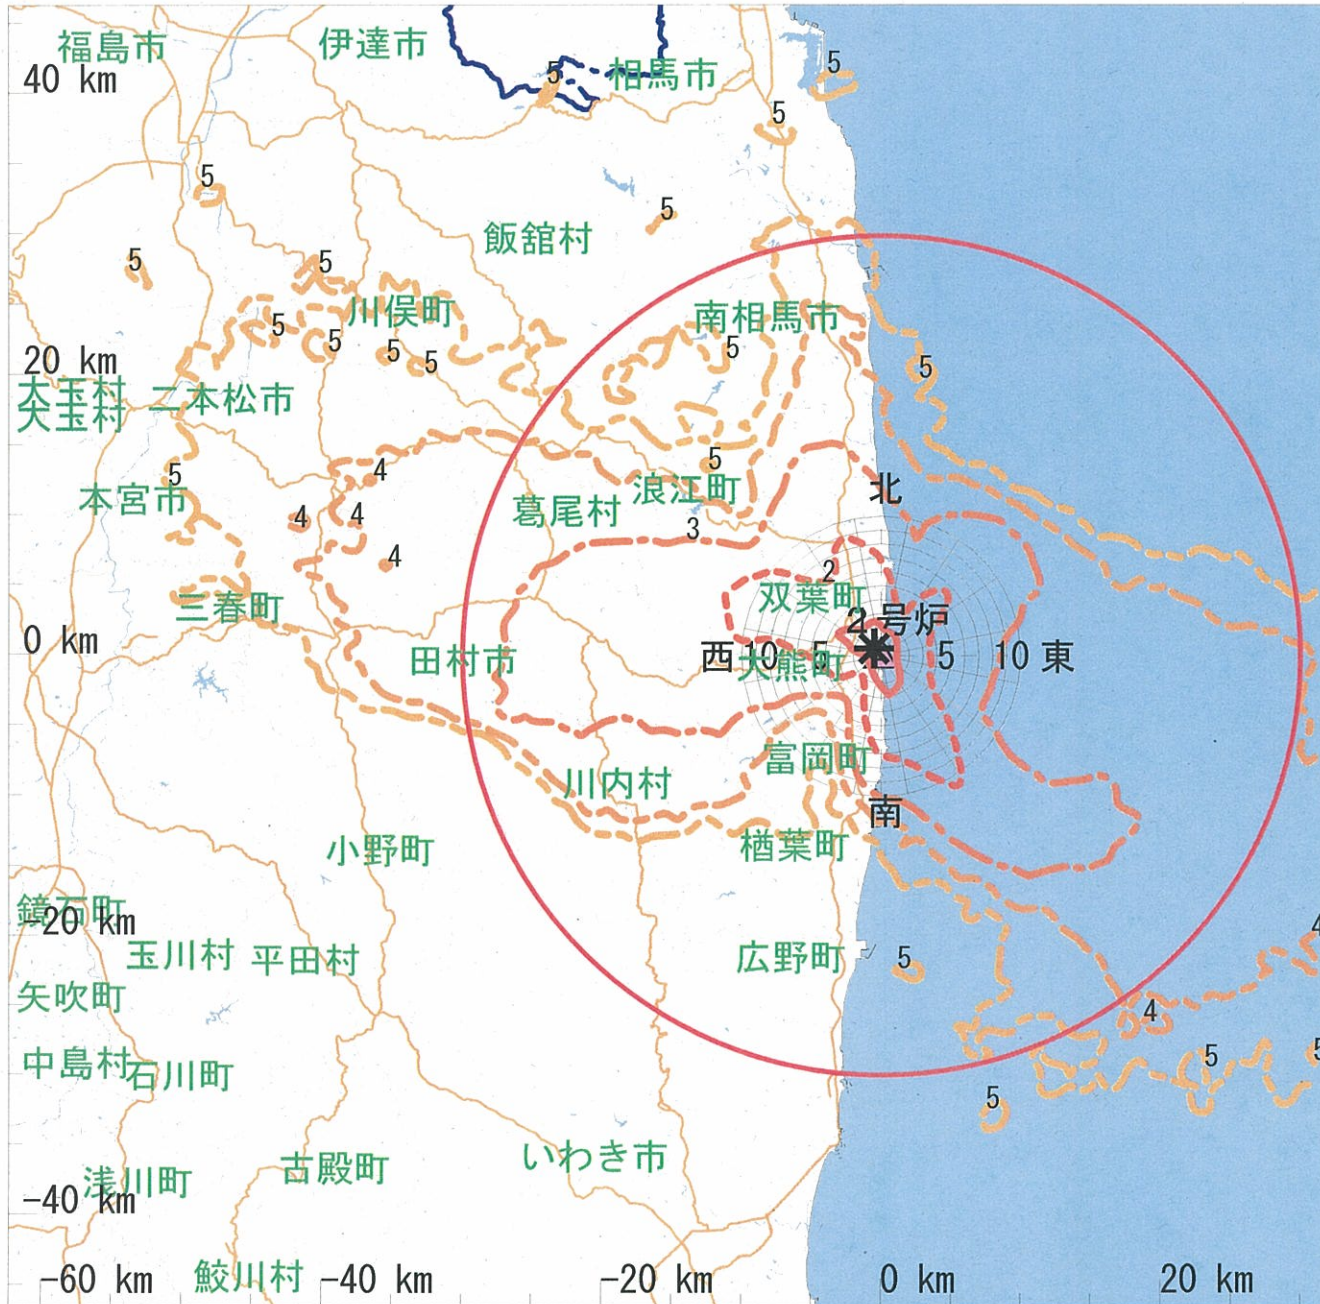 福島市
伊達市
5
40 km
5
相馬市
5
5
5
飯舘村
5
5
川俣町
南相馬市
5
5
5
5
5
20 km
5
大玉村
大玉村
二本松市
5
4
5
本宮市
4
4
葛尾村
浪江町
北
3
4
2
双葉町
三春町
2号炉
0 km
田村市
西
10
5
大熊町
5
10
東
富岡町
川内村
南
小野町
楢葉町
鏡石町
-20 km
玉川村
平田村
広野町
5
4
矢吹町
4
中島村
石川町
5
5
5
いわき市
古殿町
浅川町
-40 km
鮫川村
-60 km
-40 km
-20 km
0 km
20 km